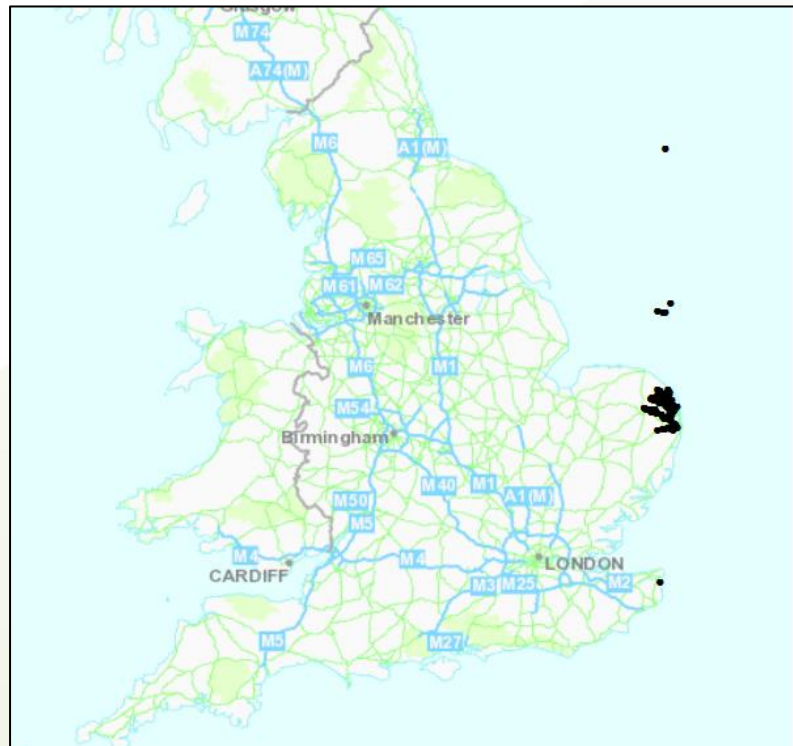 Glasgow
M74
A74(M)
M6
A1(M)
M65
M61
M62
Manchester
M6
M1
M54
Birmingham
M50
M40
M1
A1(M)
M5
M4
M4
CARDIFF
LONDON
M3
M25
M2
M5
M27